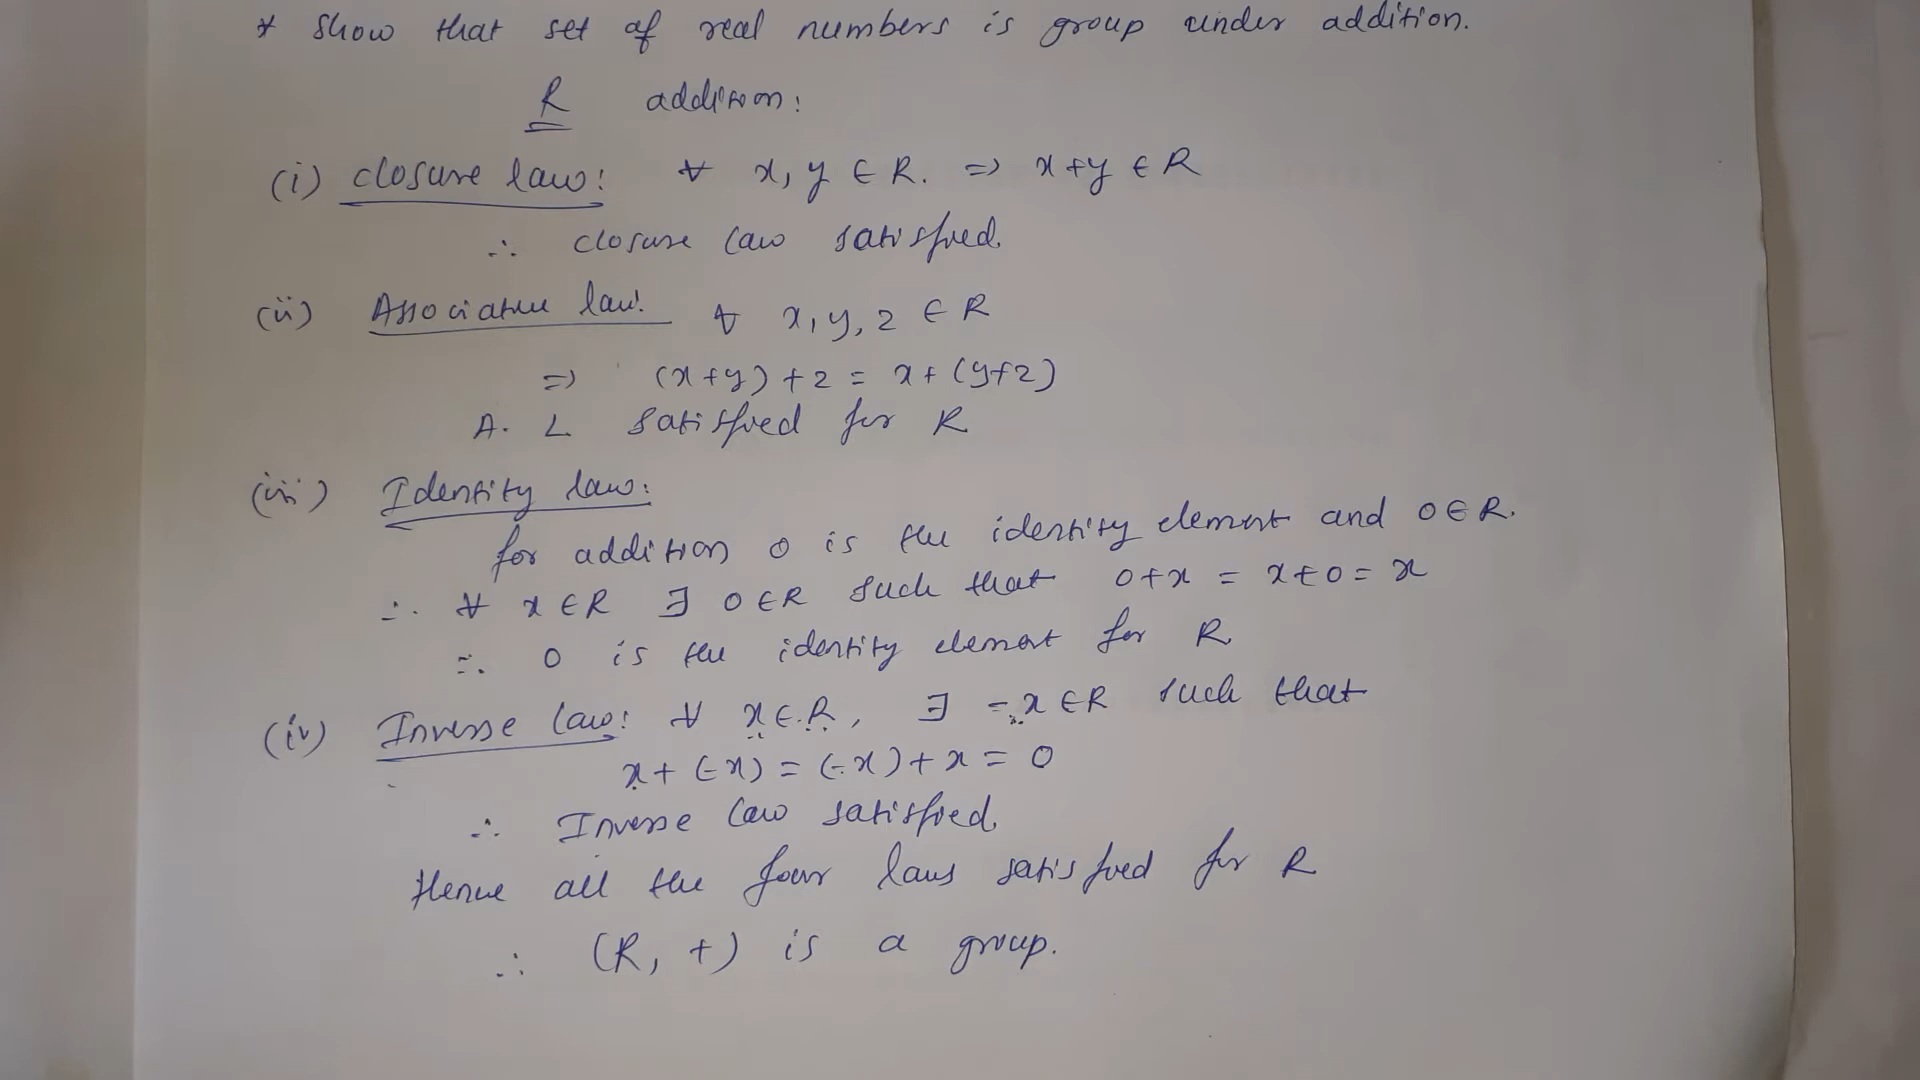 * Show that set of real numbers is group under addition.
R addition:
(i) closure law: ∀ x, y ∈ R. => x+y ∈ R
∴ closure law satisfied.
(ii) Associative law: ∀ x, y, z ∈ R
=> (x+y)+z = x+(y+z)
A. L satisfied for R
(iii) Identity law:
for addition 0 is the identity element and 0 ∈ R.
∴ ∀ x ∈ R ∃ 0 ∈ R such that 0+x = x+0 = x
∴ 0 is the identity element for R
(iv) Inverse law: ∀ x ∈ R, ∃ -x ∈ R such that
x+(-x) = (-x)+x = 0
∴ Inverse law satisfied.
Hence all the four laws satisfied for R
∴ (R, +) is a group.